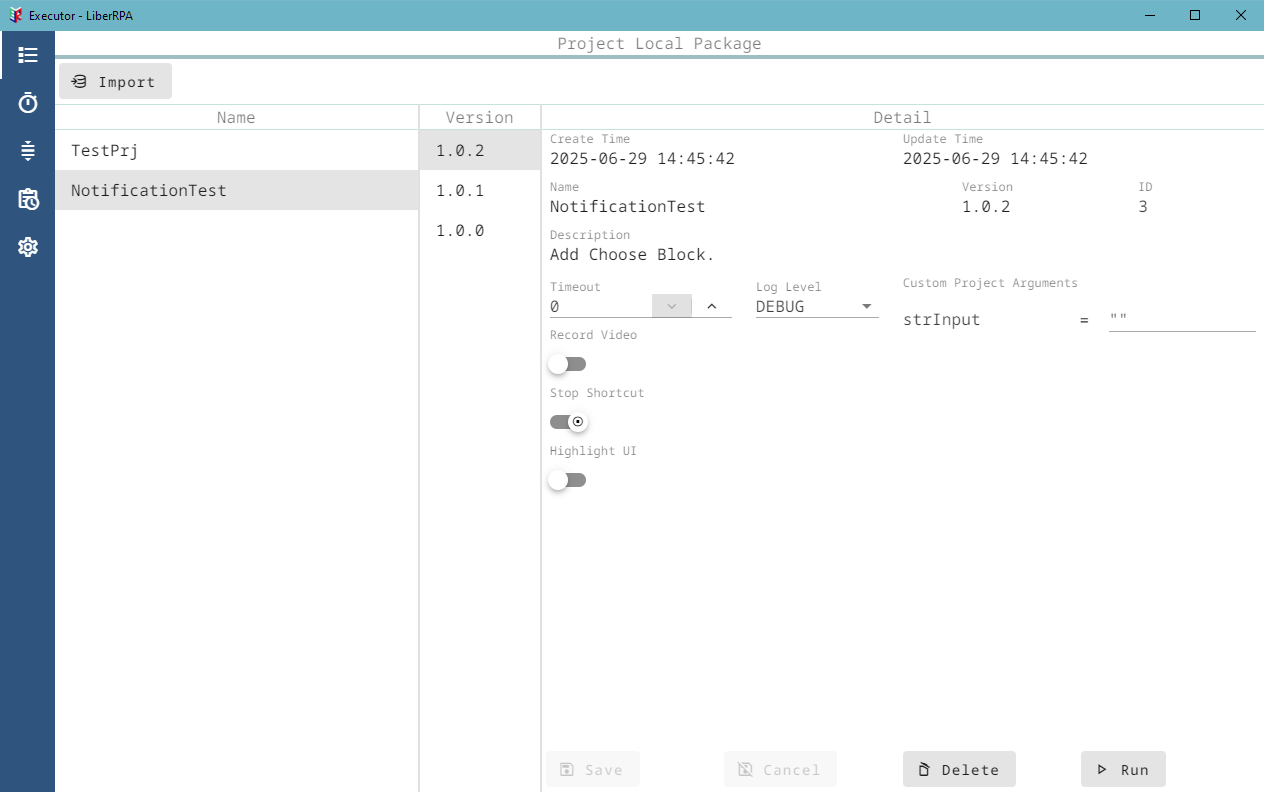 Executor - LiberRPA
Project Local Package
Import
Name
Version
Detail
TestPrj
NotificationTest
1.0.2
1.0.1
1.0.0
Create Time
Update Time
2025-06-29 14:45:42
2025-06-29 14:45:42
Name
Version
ID
NotificationTest
1.0.2
3
Description
Add Choose Block.
Timeout
Log Level
Custom Project Arguments
0
DEBUG
strInput = ""
Record Video
Stop Shortcut
Highlight UI
Save
Cancel
Delete
Run